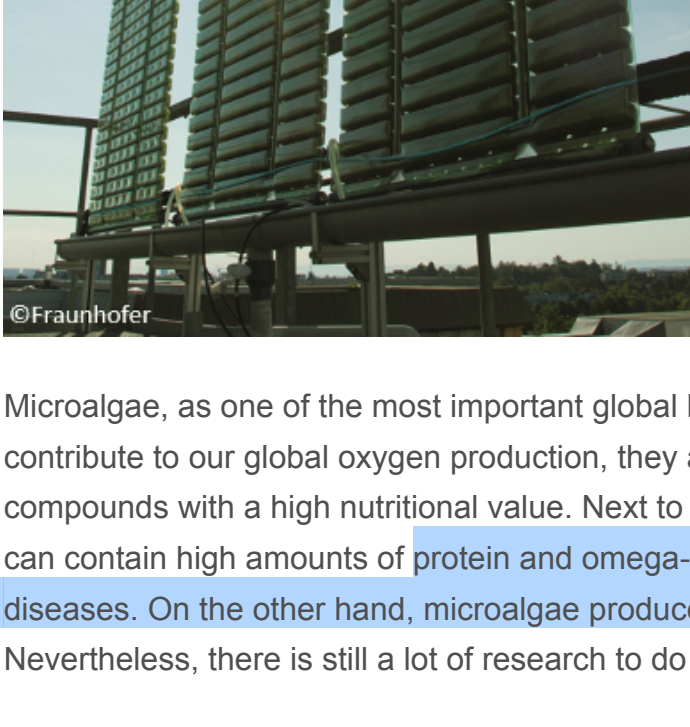 ©Fraunhofer
Microalgae, as one of the most important global
contribute to our global oxygen production, they
compounds with a high nutritional value. Next to
can contain high amounts of protein and omega-
diseases. On the other hand, microalgae produc
Nevertheless, there is still a lot of research to do